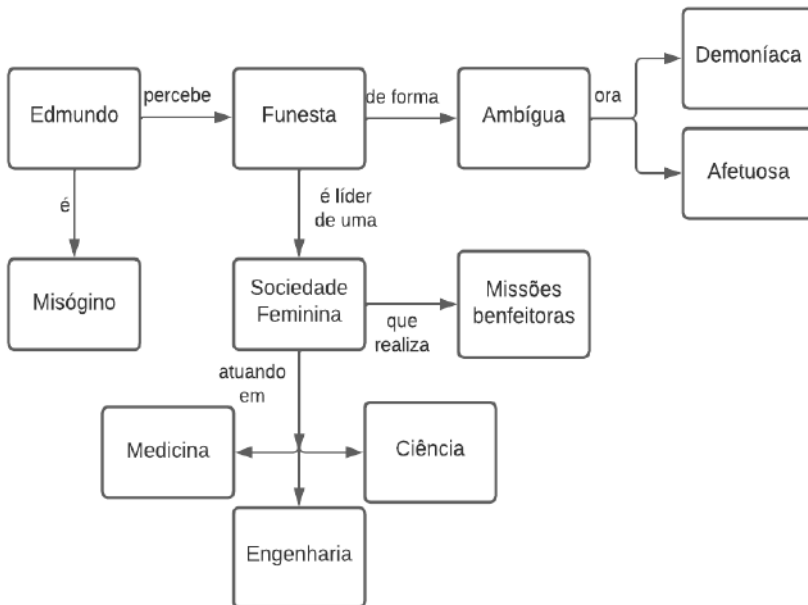 Demoníaca
Edmundo
percebe
Funesta
de forma
Ambígua
ora
Afetuosa
é
é líder
de uma
Misógino
Sociedade
Feminina
que
realiza
Missões
benfeitoras
atuando
em
Medicina
Ciência
Engenharia